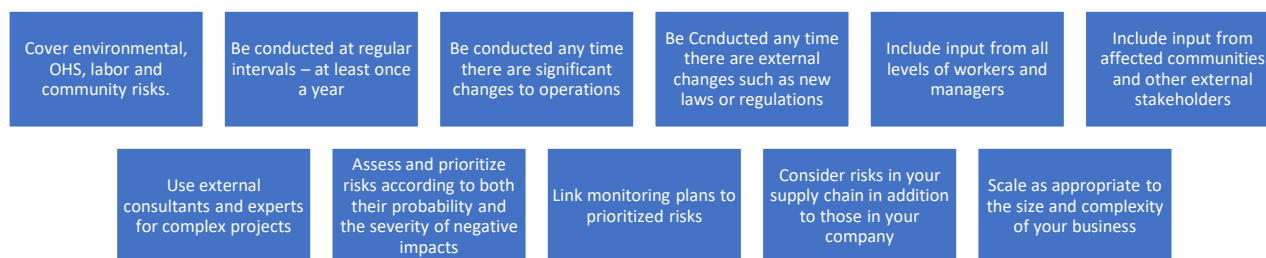 Cover environmental,
OHS, labor and
community risks.
Be conducted at regular
intervals – at least once
a year
Be conducted any time
there are significant
changes to operations
Be Ccnducted any time
there are external
changes such as new
laws or regulations
Include input from all
levels of workers and
managers
Include input from
affected communities
and other external
stakeholders
Use external
consultants and experts
for complex projects
Assess and prioritize
risks according to both
their probability and
the severity of negative
impacts
Link monitoring plans to
prioritized risks
Consider risks in your
supply chain in addition
to those in your
company
Scale as appropriate to
the size and complexity
of your business